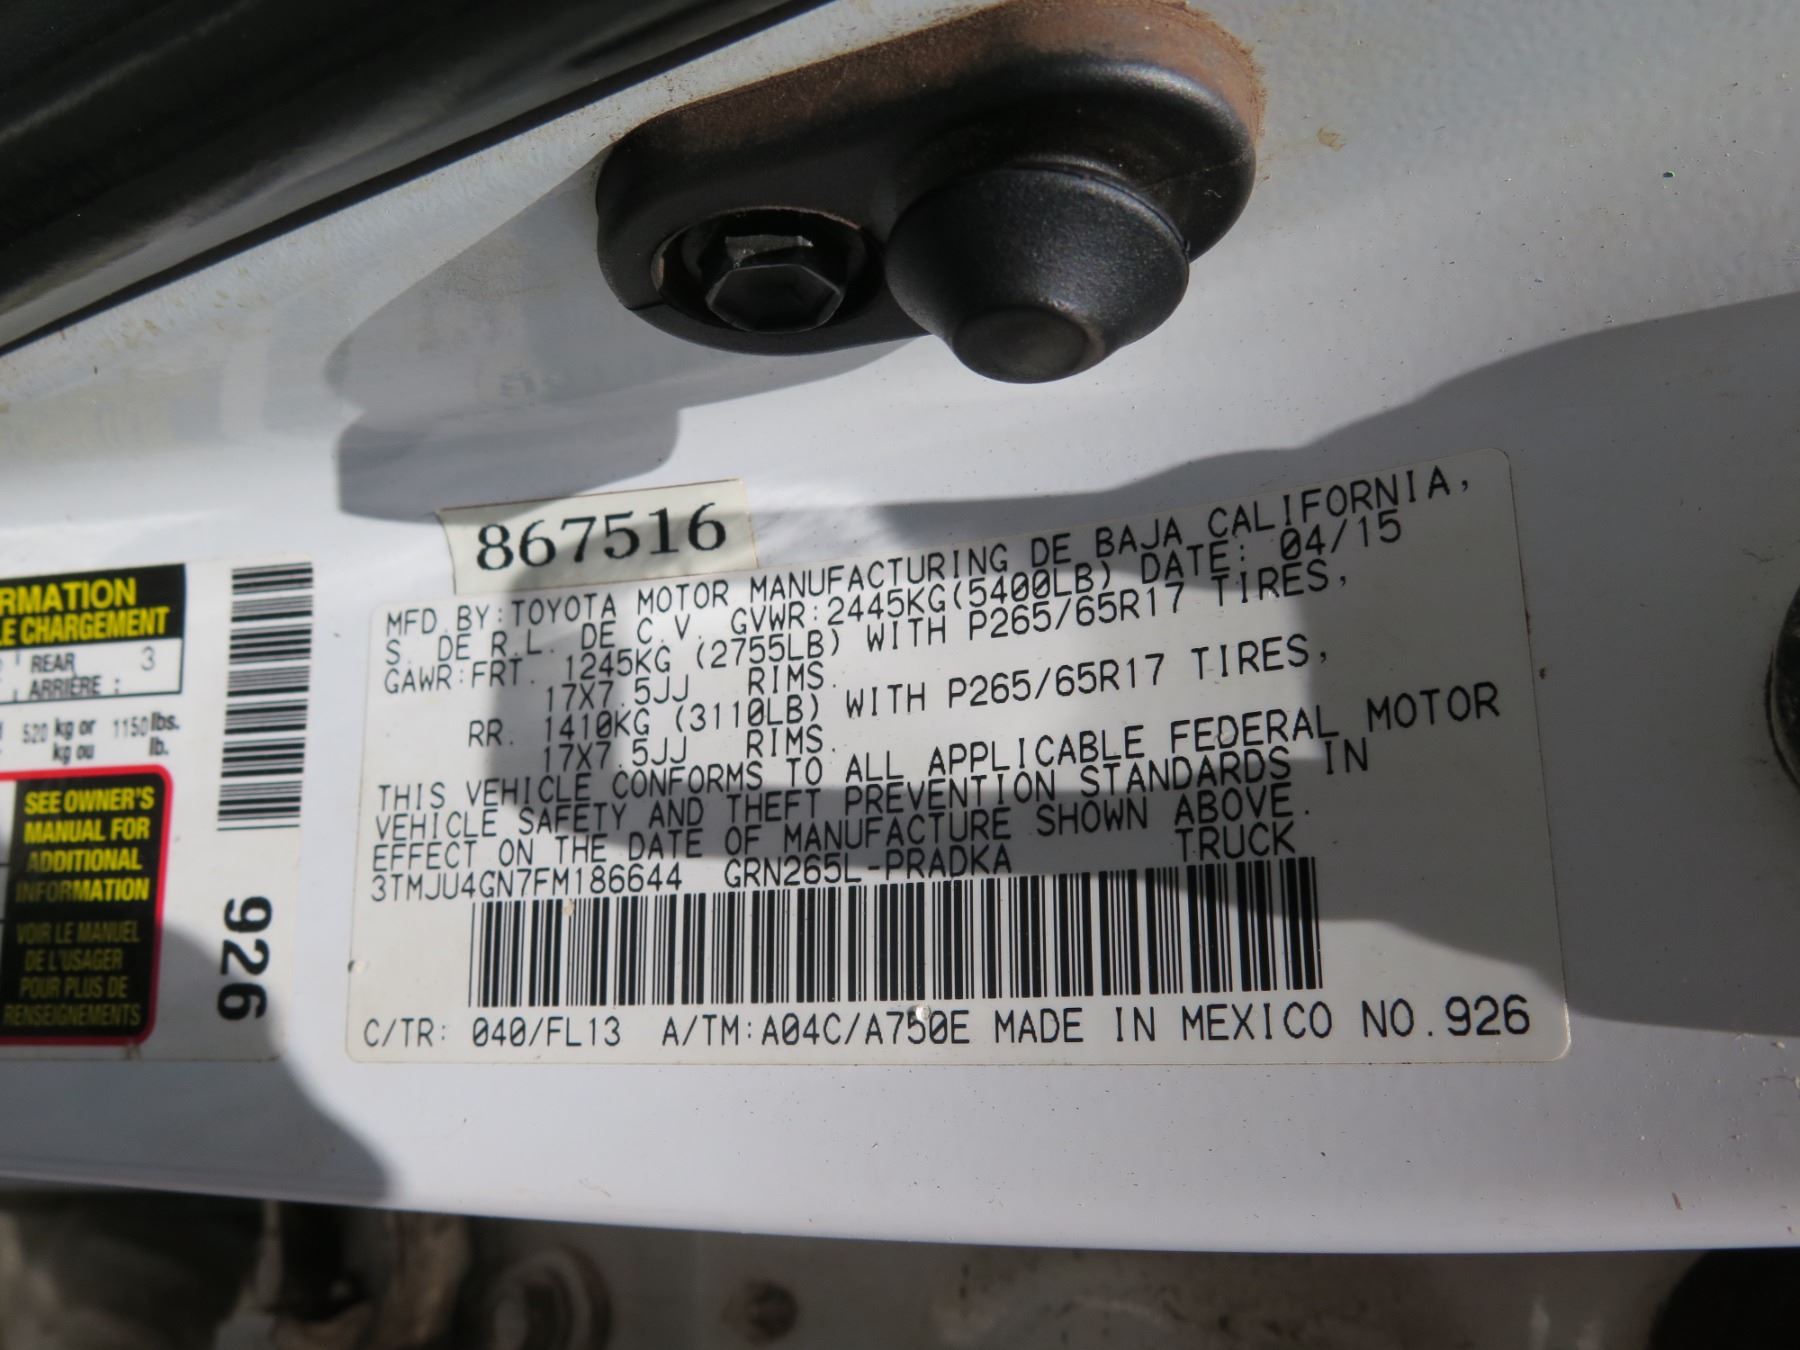 RMATION
LE CHARGEMENT
REAR 3
ARRIÈRE :
520 kg or 1150 lbs.
kg ou lb.
SEE OWNER'S
MANUAL FOR
ADDITIONAL
INFORMATION
VOIR LE MANUEL
DE L'USAGER
POUR PLUS DE
RENSEIGNEMENTS
926
867516
MFD. BY: TOYOTA MOTOR MANUFACTURING DE BAJA CALIFORNIA,
S. DE R.L. DE C.V. GVWR:2445KG(5400LB) DATE: 04/15
GAWR:FRT. 1245KG (2755LB) WITH P265/65R17 TIRES,
17X7.5JJ RIMS.
RR. 1410KG (3110LB) WITH P265/65R17 TIRES,
17X7.5JJ RIMS.
THIS VEHICLE CONFORMS TO ALL APPLICABLE FEDERAL MOTOR
VEHICLE SAFETY AND THEFT PREVENTION STANDARDS IN
EFFECT ON THE DATE OF MANUFACTURE SHOWN ABOVE.
3TMJU4GN7FM186644 GRN265L-PRADKA TRUCK
C/TR: 040/FL13 A/TM:A04C/A750E MADE IN MEXICO NO.926